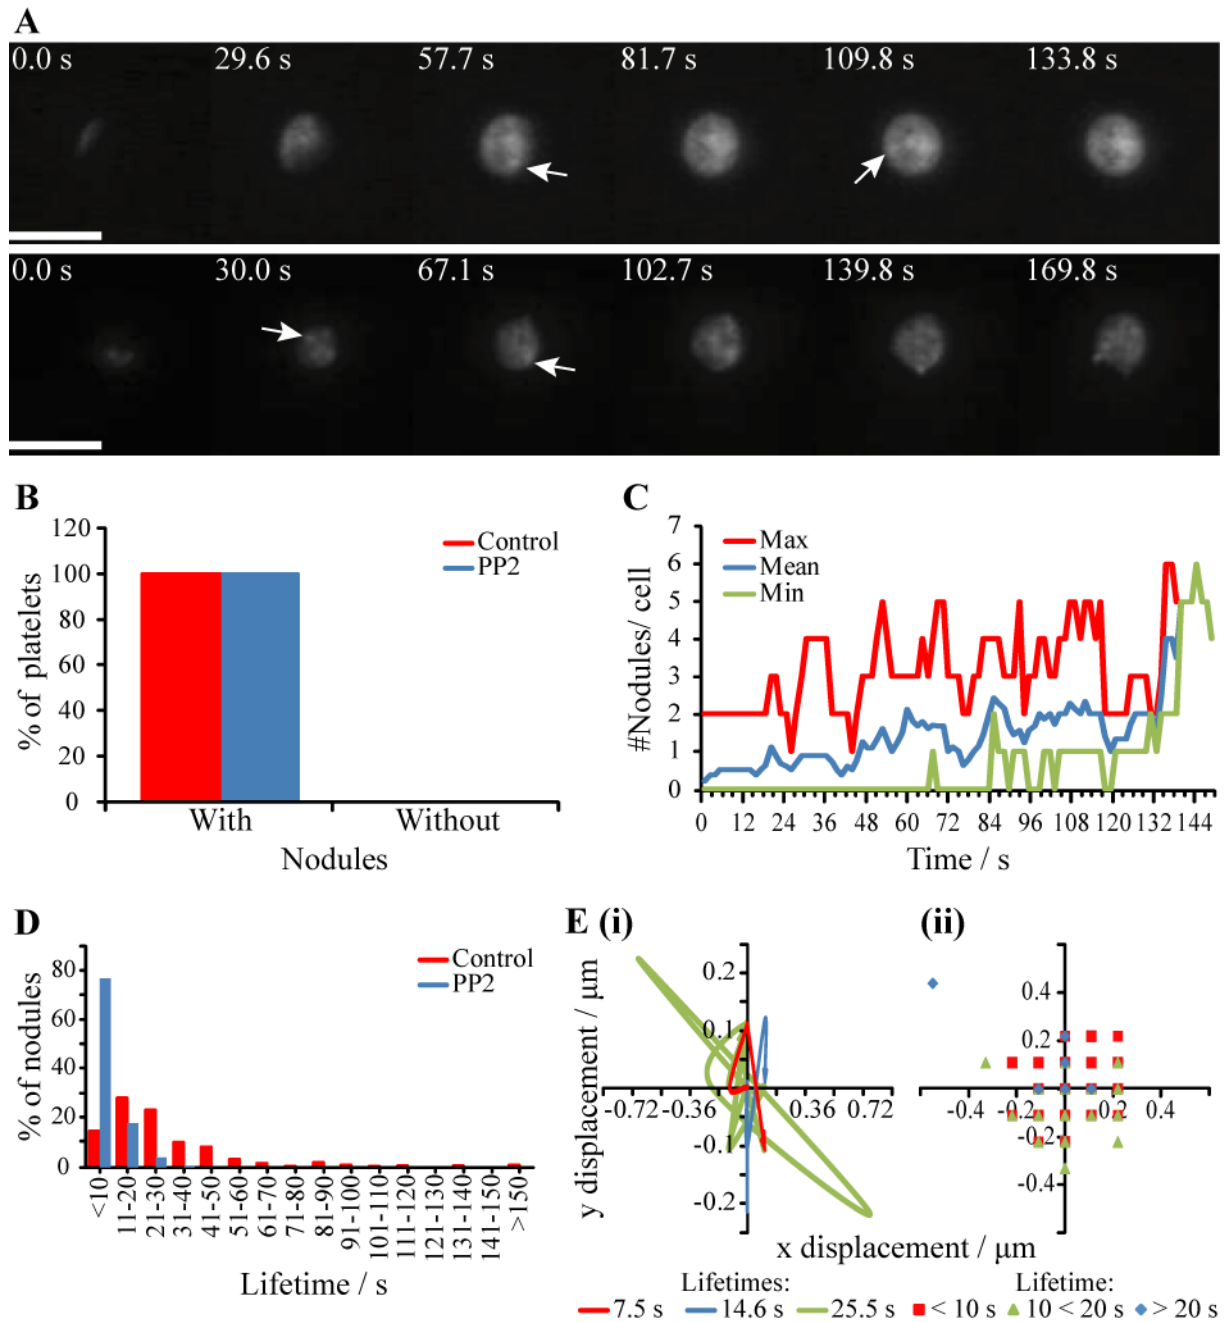 A
0.0 s 29.6 s 57.7 s 81.7 s 109.8 s 133.8 s
0.0 s 30.0 s 67.1 s 102.7 s 139.8 s 169.8 s
B
120
100
80
60
40
20
0
% of platelets
With Without
Nodules
Control
PP2
C
7
6
5
4
3
2
1
0
#Nodules/ cell
Max
Mean
Min
0 12 24 36 48 60 72 84 96 108 120 132 144
Time / s
D
80
60
40
20
0
% of nodules
Control
PP2
<10 11-20 21-30 31-40 41-50 51-60 61-70 71-80 81-90 91-100 101-110 111-120 121-130 131-140 141-150 >150
Lifetime / s
E (i)
0.2
0.1
-0.72 -0.36 0.36 0.72
-0.1
-0.2
y displacement / μm
(ii)
0.4
0.2
-0.4 -0.2 0.2 0.4
-0.2
-0.4
x displacement / μm
Lifetimes:
7.5 s 14.6 s 25.5 s
Lifetime:
< 10 s 10 < 20 s > 20 s